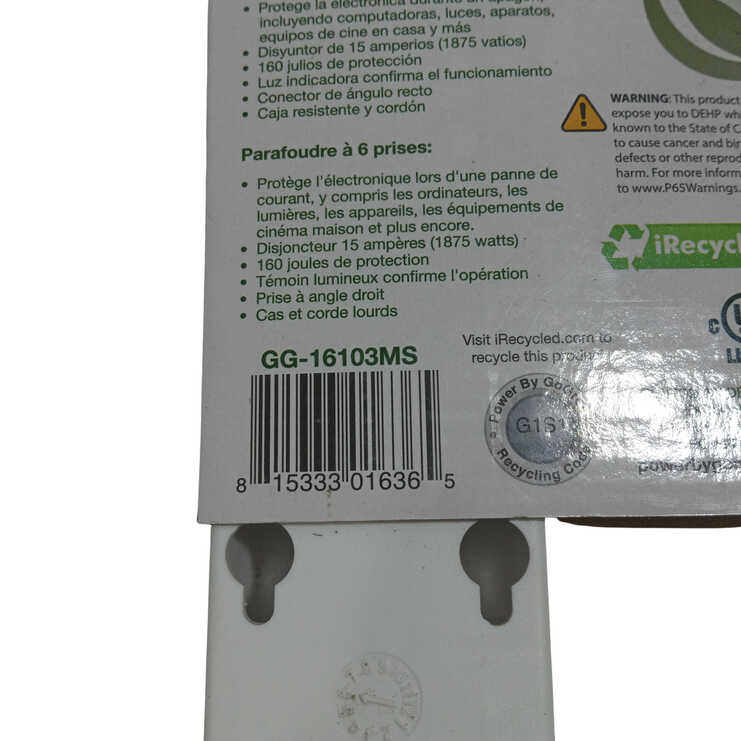 • Protege la electrónica durante un apagón,
incluyendo computadoras, luces, aparatos,
equipos de cine en casa y más
• Disyuntor de 15 amperios (1875 vatios)
• 160 julios de protección
• Luz indicadora confirma el funcionamiento
• Conector de ángulo recto
• Caja resistente y cordón
Parafoudre à 6 prises:
• Protège l'électronique lors d'une panne de
courant, y compris les ordinateurs, les
lumières, les appareils, les équipements de
cinéma maison et plus encore.
• Disjoncteur 15 ampères (1875 watts)
• 160 joules de protection
• Témoin lumineux confirme l'opération
• Prise à angle droit
• Cas et corde lourds
WARNING: This product
expose you to DEHP
known to the State of C
to cause cancer and
defects or other
harm. For more
to www.P65Warnings.
iRecycl
Visit iRecycled.com to
recycle this product
GG-16103MS
Power By
G1S
Recycling
8 15333 01636 5
C